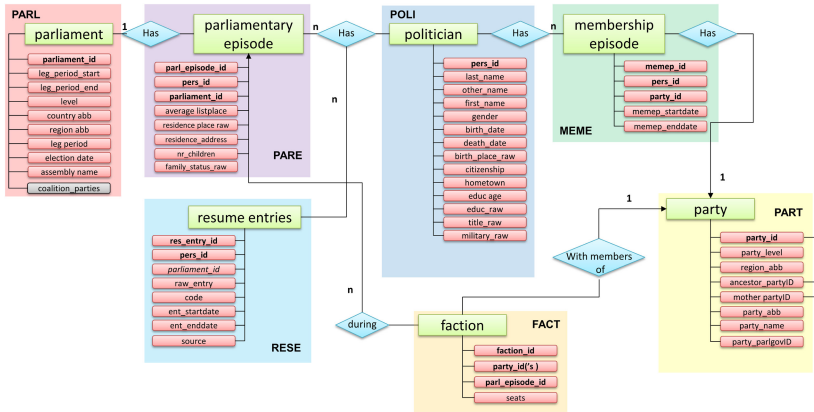 PARL
parliament
parliament_id
leg_period_start
leg_period_end
level
country abb
region abb
leg period
election date
assembly name
coalition_parties
1
Has
parliamentary
episode
parl_episode_id
pers_id
parliament_id
average listplace
residence place raw
residence_address
nr_children
family_status_raw
PARE
n
Has
n
POLI
politician
pers_id
last_name
other_name
first_name
gender
birth_date
death_date
birth_place_raw
citizenship
hometown
educ age
educ_raw
title_raw
military_raw
Has
n
membership
episode
memep_id
pers_id
party_id
memep_startdate
memep_enddate
MEME
Has
1
resume entries
res_entry_id
pers_id
parliament_id
raw_entry
code
ent_startdate
ent_enddate
source
RESE
n
during
faction
FACT
faction_id
party_id('s )
parl_episode_id
seats
With members
of
1
party
PART
party_id
party_level
region_abb
ancestor_partyID
mother partyID
party_abb
party_name
party_parlgovID